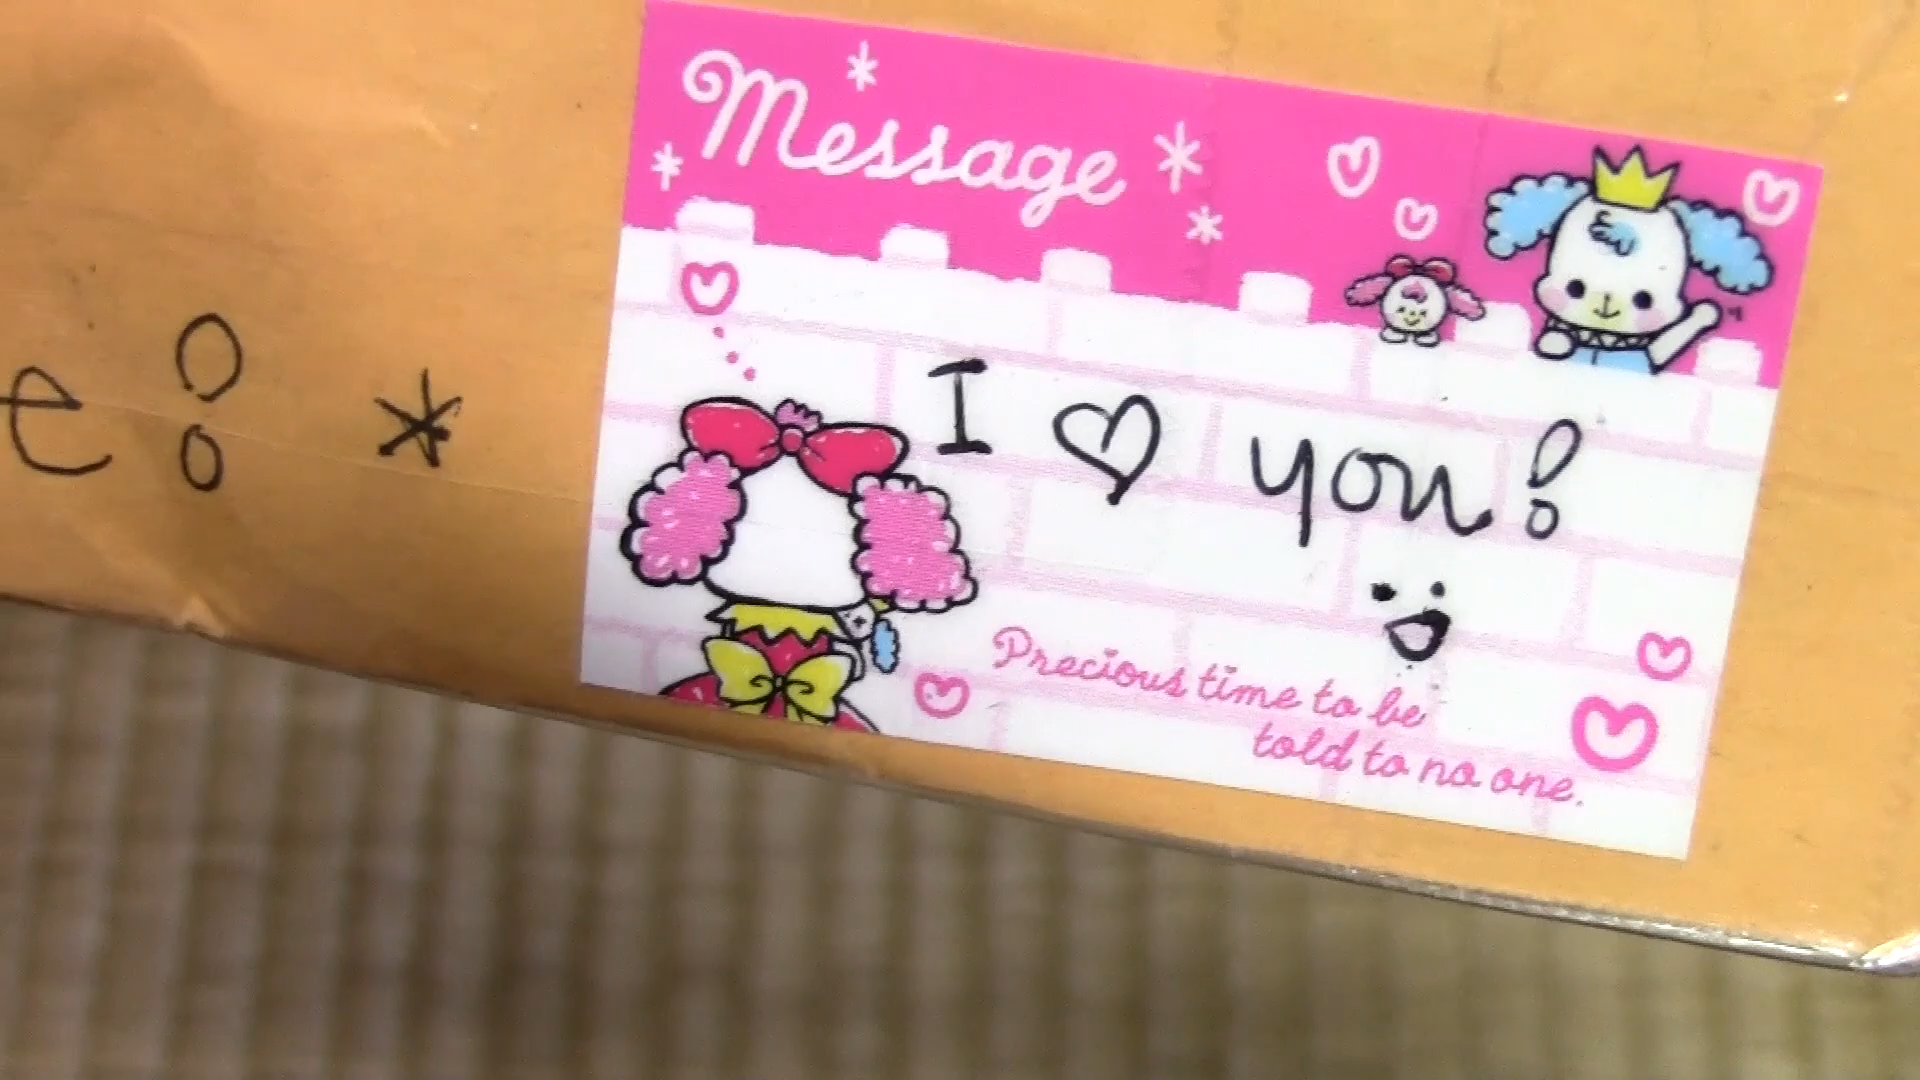 Message
e! *
I ♡ you!
Precious time to be
told to no one.